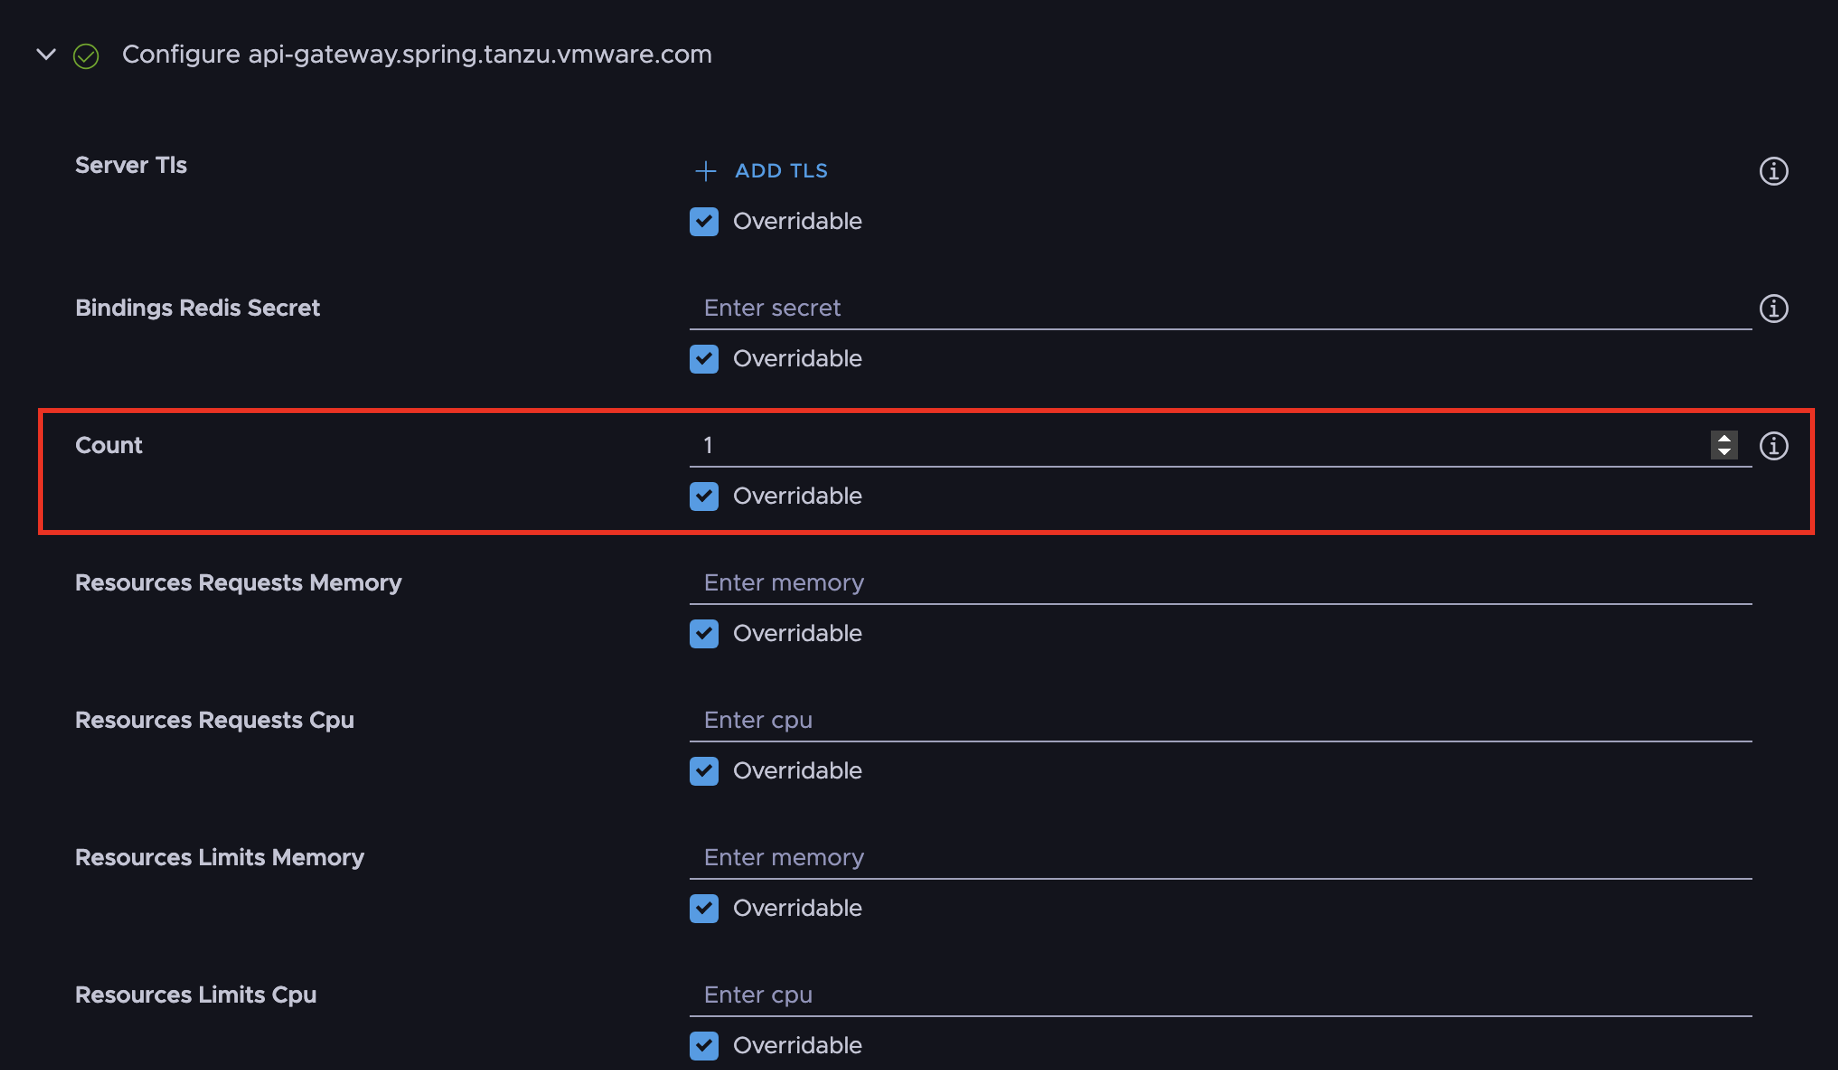 Configure api-gateway.spring.tanzu.vmware.com
Server Tls
ADD TLS
Overridable
Bindings Redis Secret
Enter secret
Overridable
Count
1
Overridable
Resources Requests Memory
Enter memory
Overridable
Resources Requests Cpu
Enter cpu
Overridable
Resources Limits Memory
Enter memory
Overridable
Resources Limits Cpu
Enter cpu
Overridable